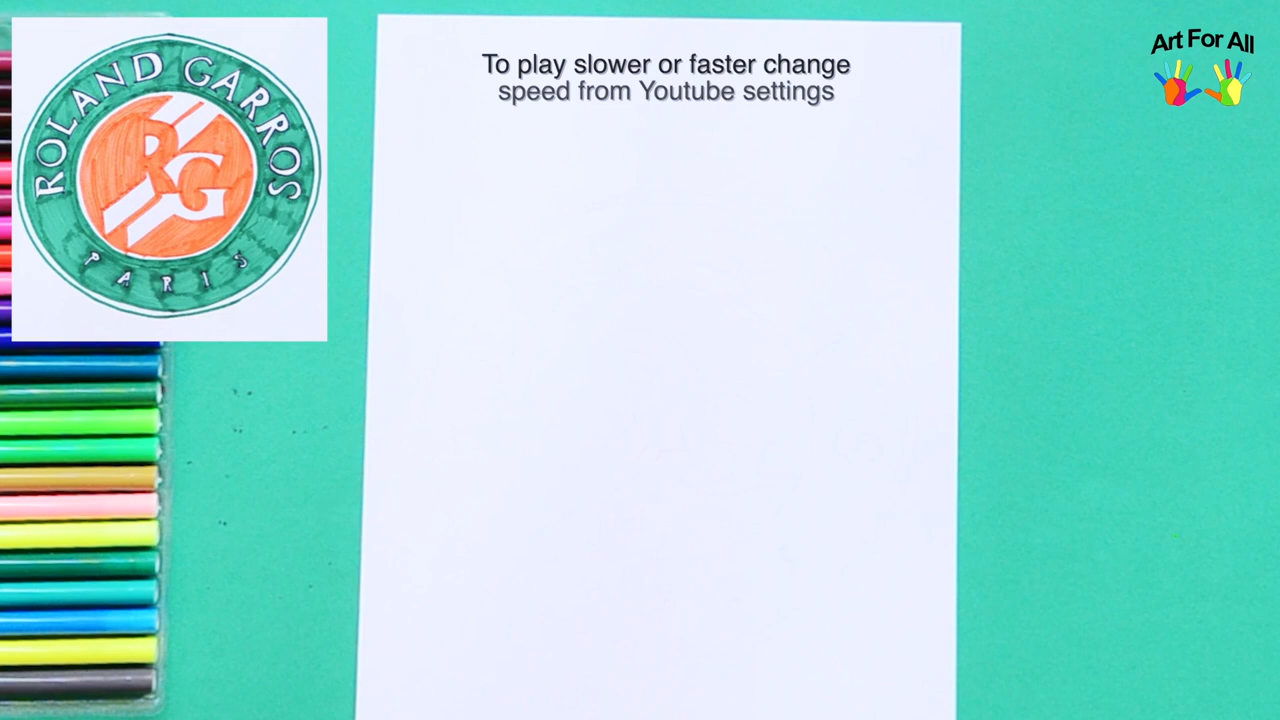 ROLAND GARROS
RG
PARIS
To play slower or faster change
speed from Youtube settings
Art For All